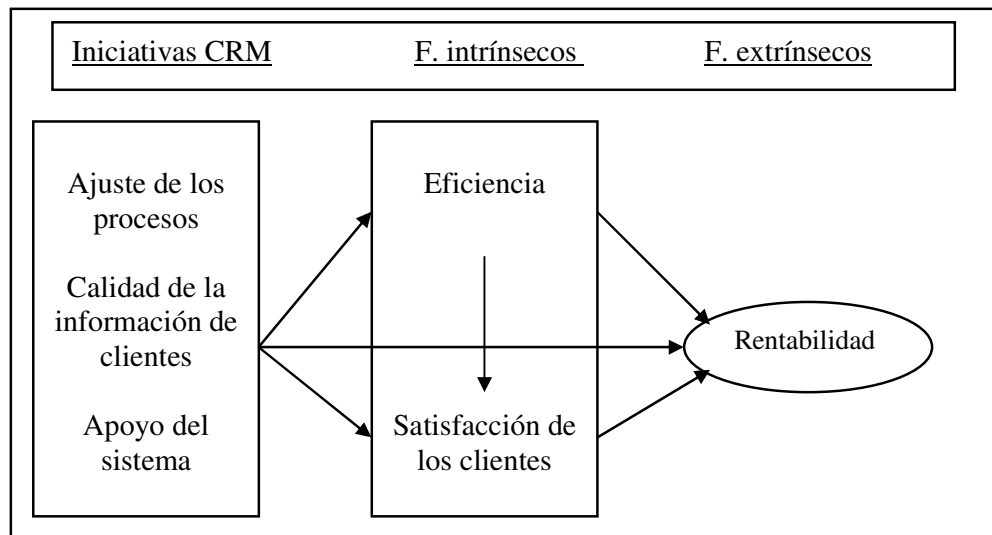 Iniciativas CRM F. intrínsecos F. extrínsecos
Ajuste de los
procesos
Calidad de la
información de
clientes
Apoyo del
sistema
Eficiencia
Satisfacción de
los clientes
Rentabilidad